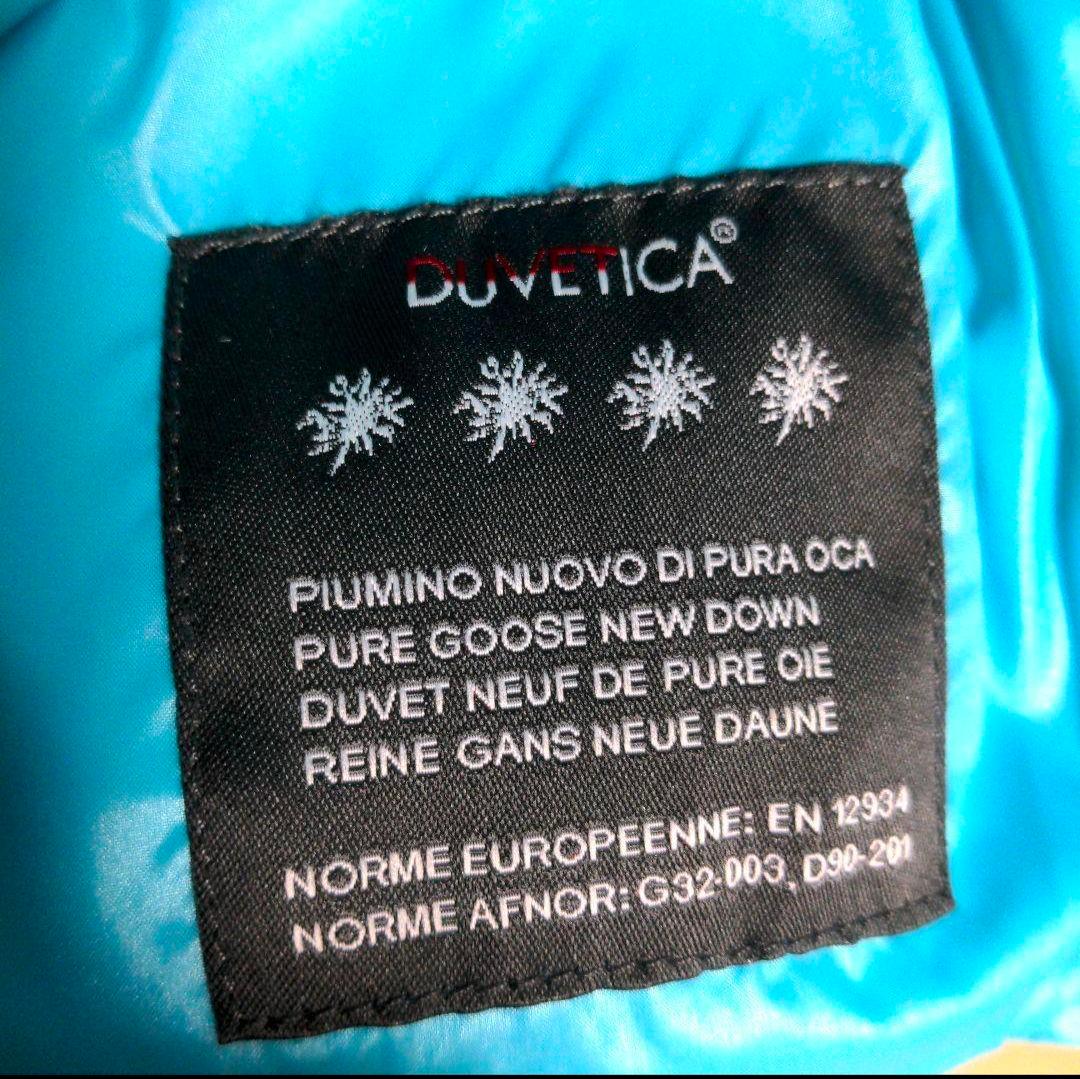 DUVETICA®
PIUMINO NUOVO DI PURA OCA
PURE GOOSE NEW DOWN
DUVET NEUF DE PURE OIE
REINE GANS NEUE DAUNE
NORME EUROPEENNE: EN 12934
NORME AFNOR: G32-003, D90-201